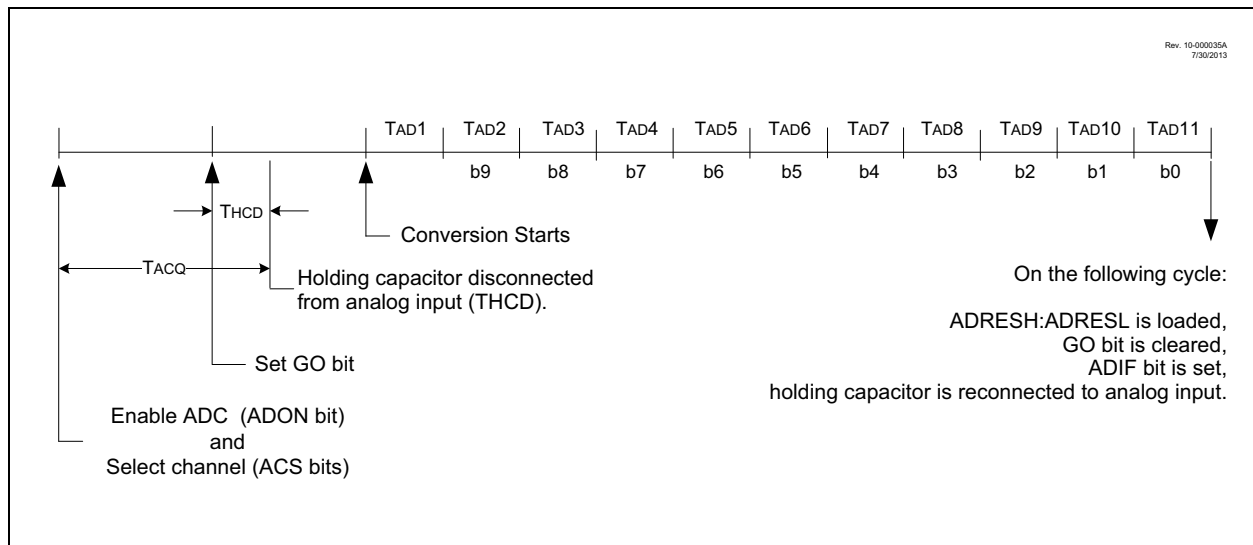 Rev. 10-000035A
7/30/2013
TAD1 TAD2 TAD3 TAD4 TAD5 TAD6 TAD7 TAD8 TAD9 TAD10 TAD11
b9 b8 b7 b6 b5 b4 b3 b2 b1 b0
THCD
Conversion Starts
TACQ
Holding capacitor disconnected
from analog input (THCD).
Set GO bit
Enable ADC (ADON bit)
and
Select channel (ACS bits)
On the following cycle:
ADRESH:ADRESL is loaded,
GO bit is cleared,
ADIF bit is set,
holding capacitor is reconnected to analog input.